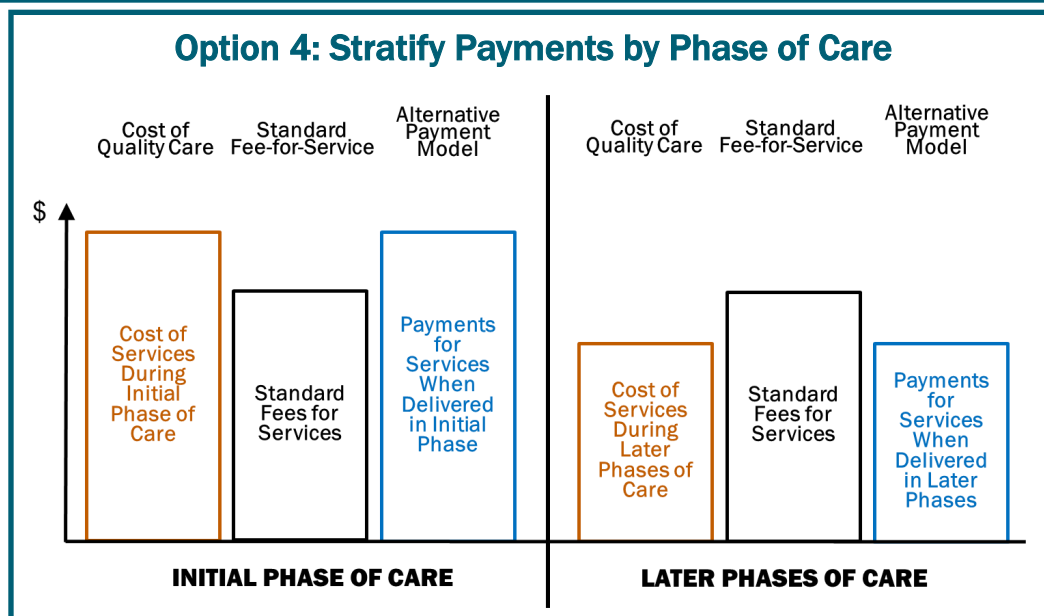 Option 4: Stratify Payments by Phase of Care
Cost of
Quality Care
Standard
Fee-for-Service
Alternative
Payment
Model
Cost of
Quality Care
Standard
Fee-for-Service
Alternative
Payment
Model
$
Cost of
Services
During
Initial
Phase of
Care
Standard
Fees for
Services
Payments
for
Services
When
Delivered
in Initial
Phase
Cost of
Services
During
Later
Phases of
Care
Standard
Fees for
Services
Payments
for
Services
When
Delivered
in Later
Phases
INITIAL PHASE OF CARE
LATER PHASES OF CARE